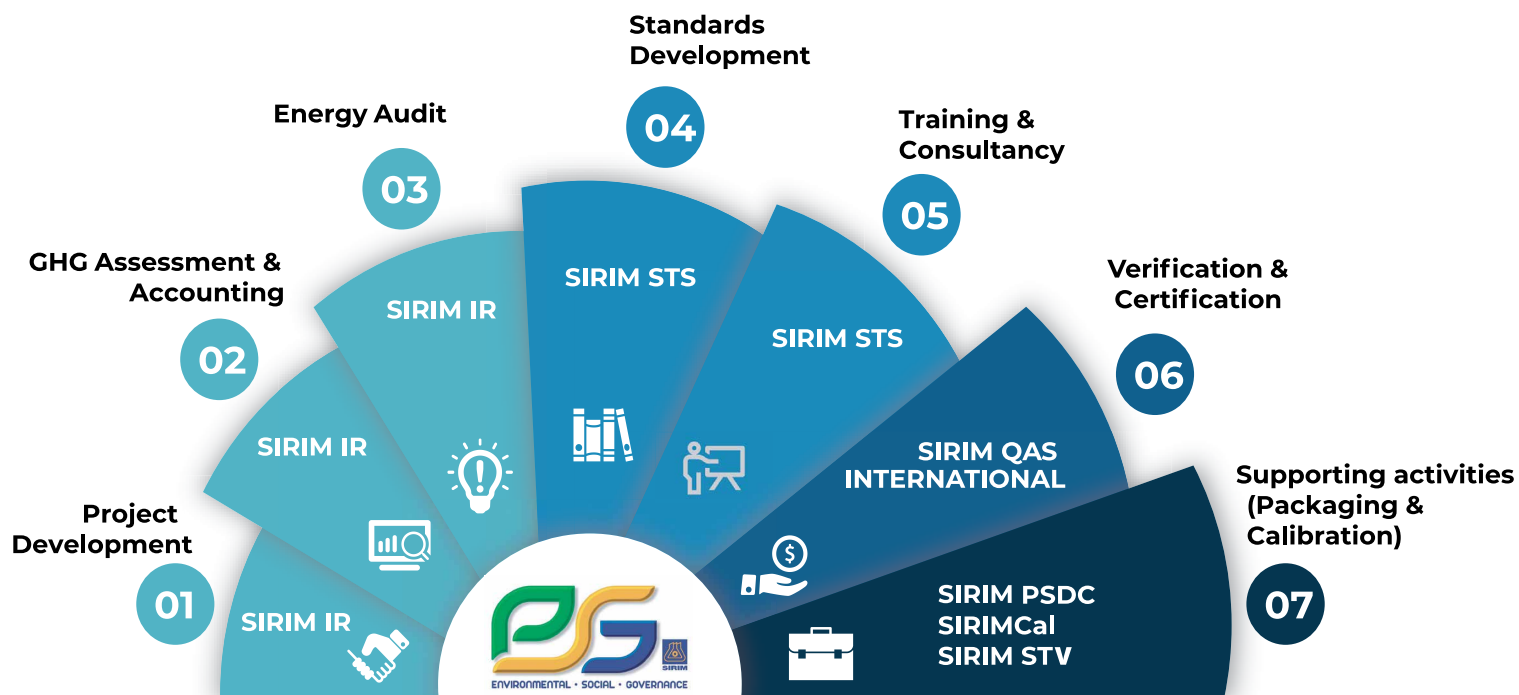 Project
Development
01
SIRIM IR
GHG Assessment &
Accounting
02
SIRIM IR
Energy Audit
03
SIRIM IR
Standards
Development
04
SIRIM STS
Training &
Consultancy
05
SIRIM STS
Verification &
Certification
06
SIRIM QAS
INTERNATIONAL
$
Supporting activities
(Packaging &
Calibration)
07
SIRIM PSDC
SIRIMCal
SIRIM STV
ESG
SIRIM
ENVIRONMENTAL • SOCIAL • GOVERNANCE